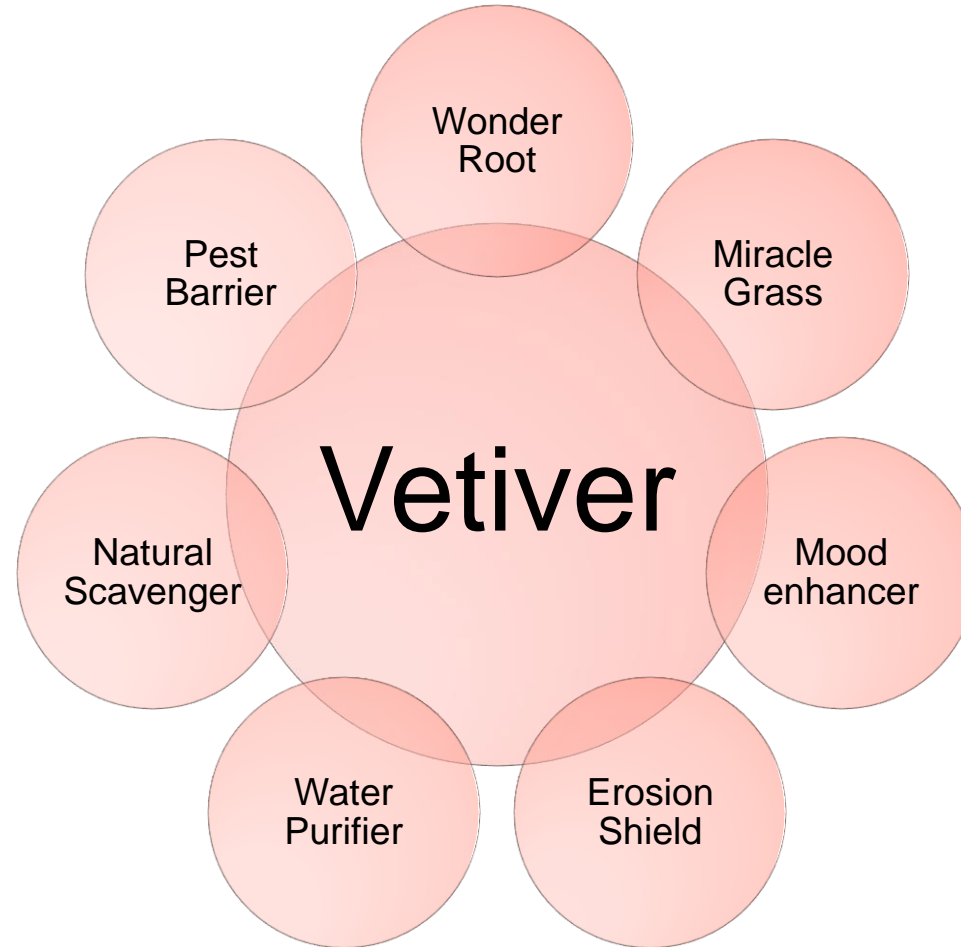 Wonder
Root
Miracle
Grass
Mood
enhancer
Erosion
Shield
Water
Purifier
Natural
Scavenger
Pest
Barrier
Vetiver